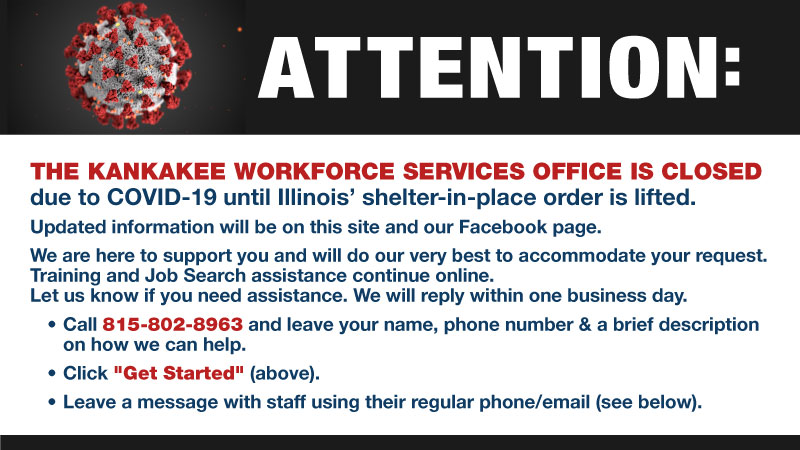 ATTENTION:
THE KANKAKEE WORKFORCE SERVICES OFFICE IS CLOSED
due to COVID-19 until Illinois’ shelter-in-place order is lifted.
Updated information will be on this site and our Facebook page.
We are here to support you and will do our very best to accommodate your request.
Training and Job Search assistance continue online.
Let us know if you need assistance. We will reply within one business day.
• Call 815-802-8963 and leave your name, phone number & a brief description
on how we can help.
• Click "Get Started" (above).
• Leave a message with staff using their regular phone/email (see below).